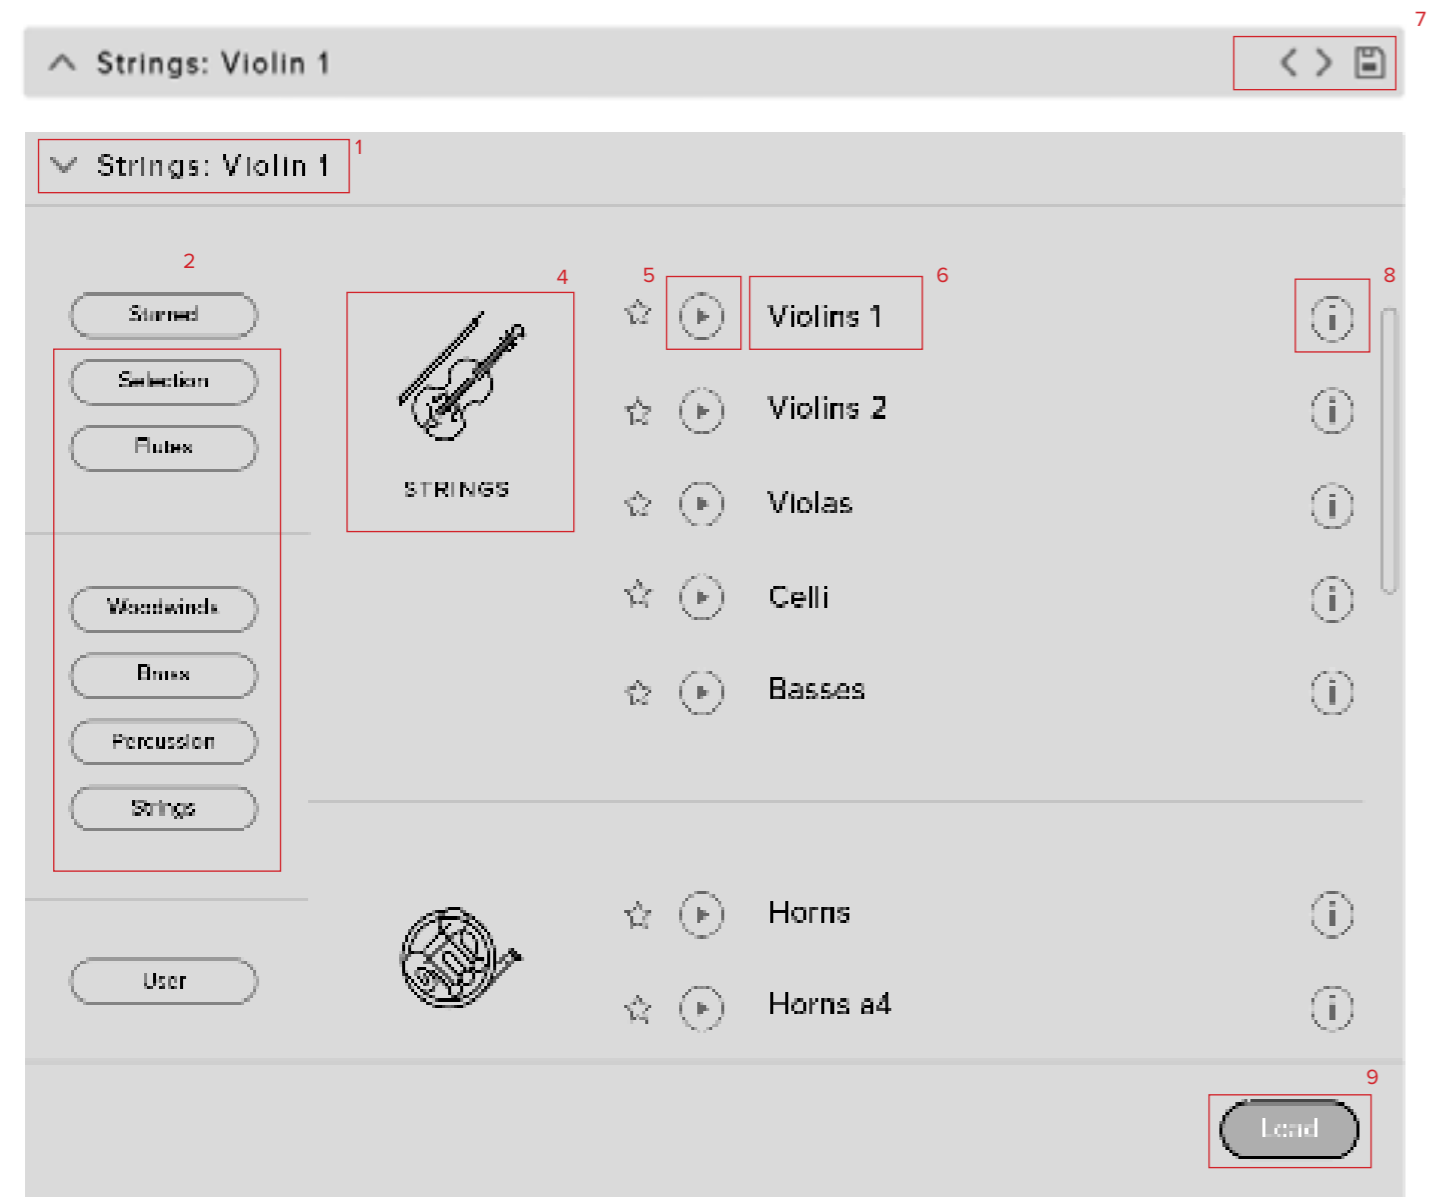 7
Strings: Violin 1
Strings: Violin 1
1
2
4
5
6
8
Starred
Violins 1
Selection
Violins 2
Flutes
STRINGS
Violas
Woodwinds
Celli
Brass
Basses
Percussion
Strings
Horns
User
Horns a4
9
Load